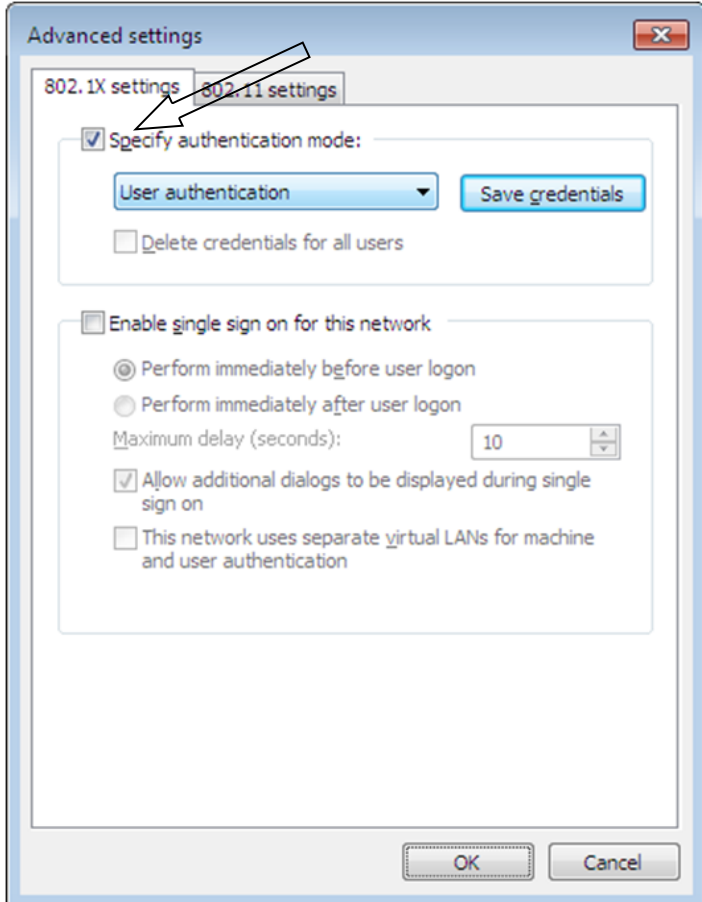 Advanced settings
802.1X settings 802.11 settings
Specify authentication mode:
User authentication Save credentials
Delete credentials for all users
Enable single sign on for this network
Perform immediately before user logon
Perform immediately after user logon
Maximum delay (seconds): 10
Allow additional dialogs to be displayed during single
sign on
This network uses separate virtual LANs for machine
and user authentication
OK Cancel